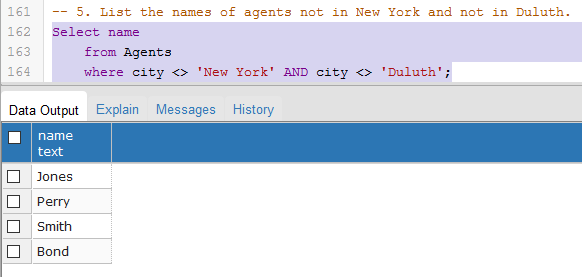 161 -- 5. List the names of agents not in New York and not in Duluth.
162 Select name
163 from Agents
164 where city <> 'New York' AND city <> 'Duluth';
Data Output Explain Messages History
name
text
Jones
Perry
Smith
Bond